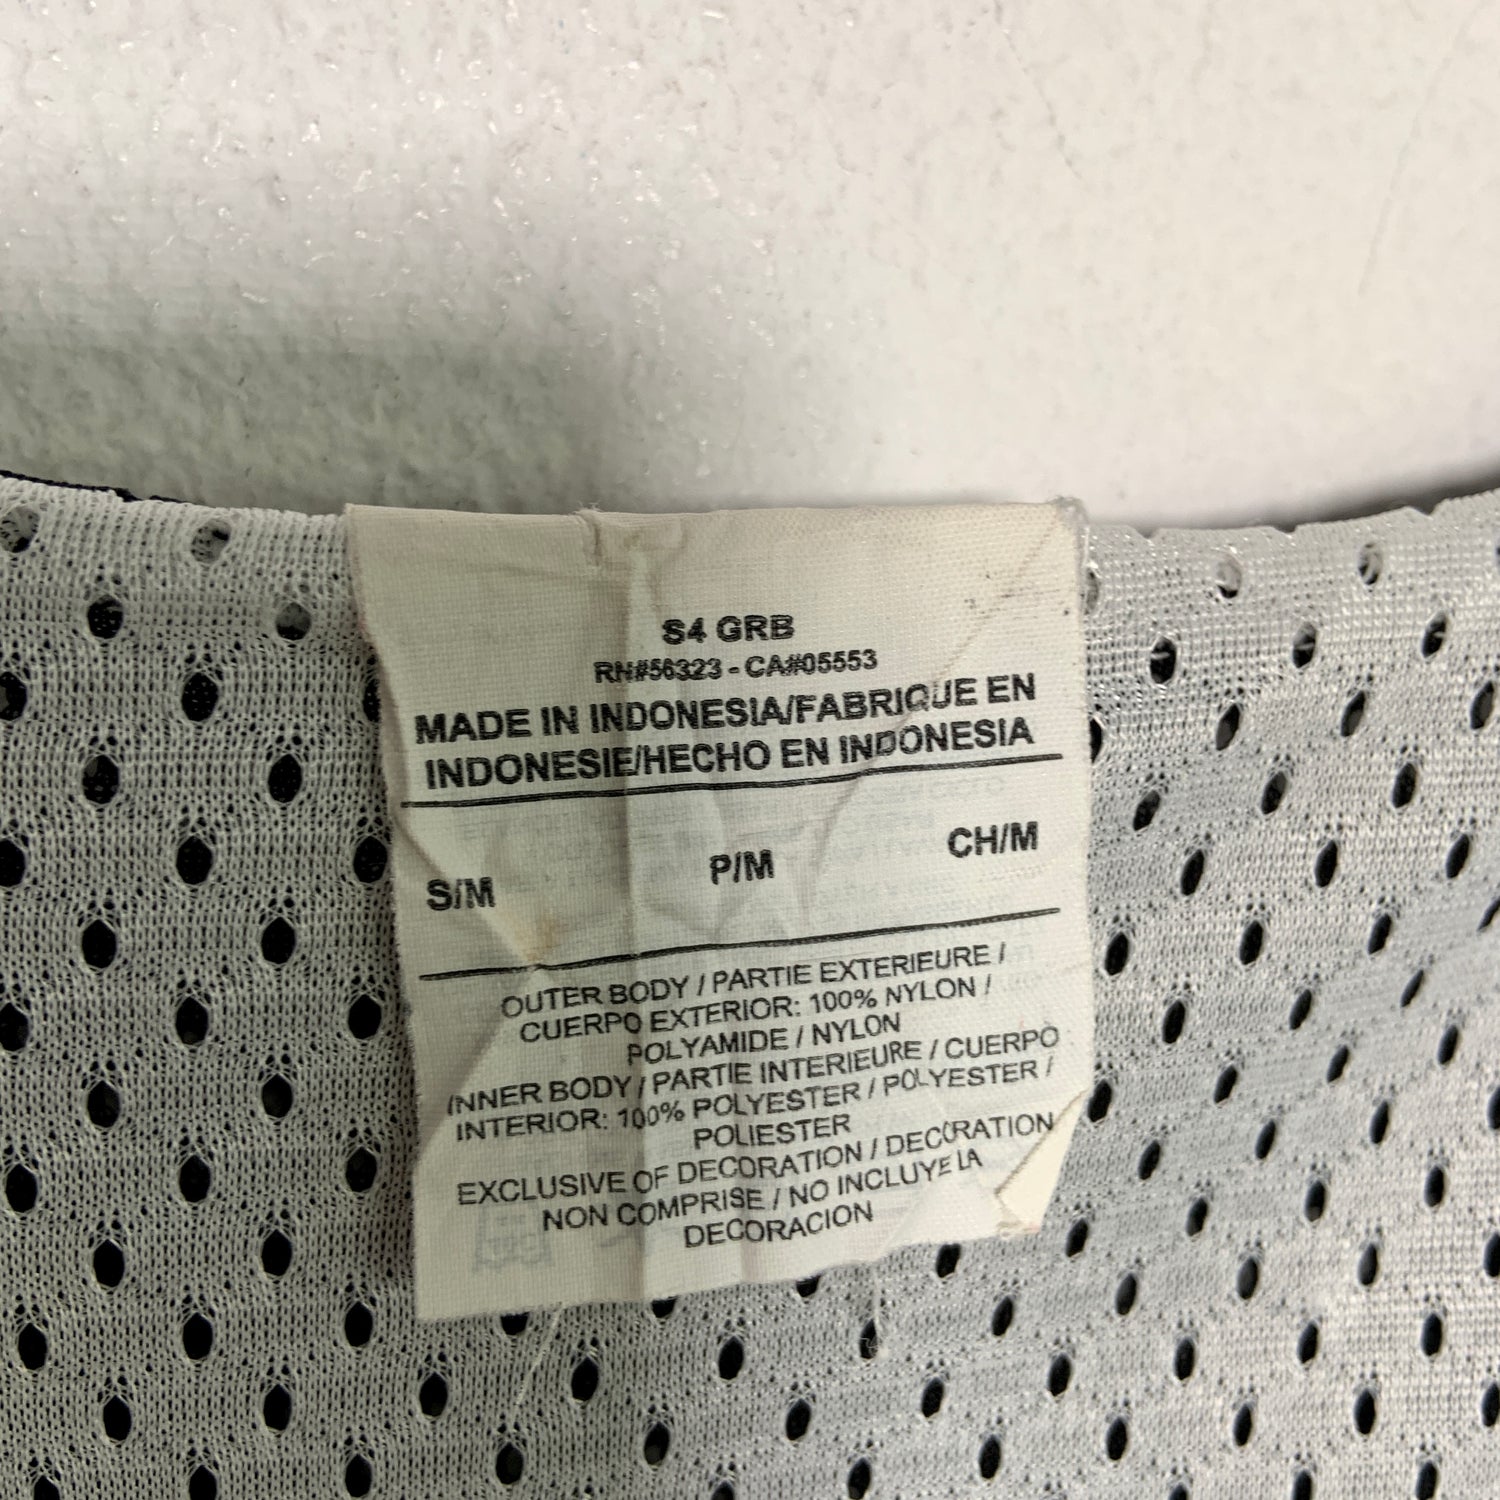 S4 GRB
RN#56323 - CA#05553
MADE IN INDONESIA/FABRIQUE EN
INDONESIE/HECHO EN INDONESIA
S/M P/M CH/M
OUTER BODY / PARTIE EXTERIEURE /
CUERPO EXTERIOR: 100% NYLON /
POLYAMIDE / NYLON
INNER BODY / PARTIE INTERIEURE / CUERPO
INTERIOR: 100% POLYESTER / POLYESTER /
POLIESTER
EXCLUSIVE OF DECORATION / DECORATION
NON COMPRISE / NO INCLUYE LA
DECORACION